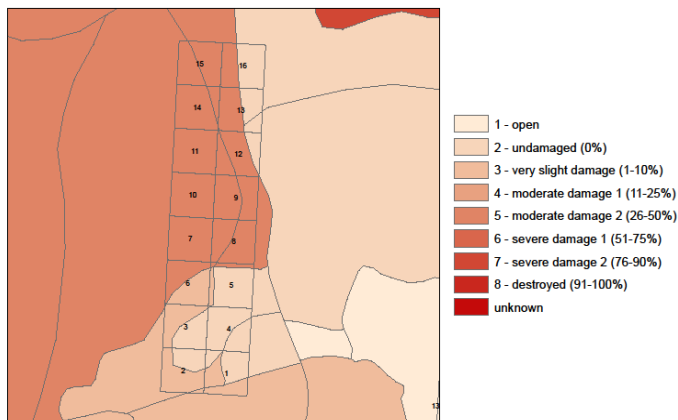 15
16
14
13
11
12
10
9
7
8
6
5
3
4
2
1
13
1 - open
2 - undamaged (0%)
3 - very slight damage (1-10%)
4 - moderate damage 1 (11-25%)
5 - moderate damage 2 (26-50%)
6 - severe damage 1 (51-75%)
7 - severe damage 2 (76-90%)
8 - destroyed (91-100%)
unknown